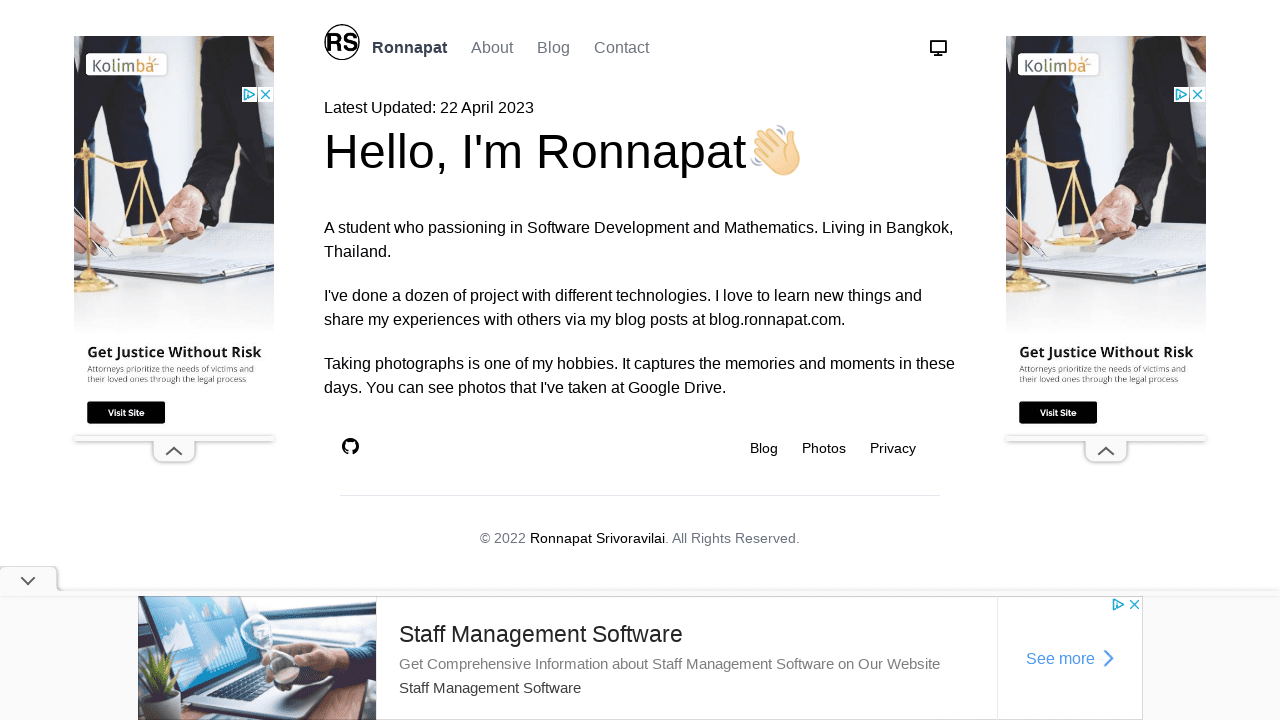 RS
Ronnapat About Blog Contact
Latest Updated: 22 April 2023
Hello, I'm Ronnapat
A student who passioning in Software Development and Mathematics. Living in Bangkok,
Thailand.
I've done a dozen of project with different technologies. I love to learn new things and
share my experiences with others via my blog posts at blog.ronnapat.com.
Taking photographs is one of my hobbies. It captures the memories and moments in these
days. You can see photos that I've taken at Google Drive.
Blog Photos Privacy
© 2022 Ronnapat Srivoravilai. All Rights Reserved.
Kolimba
Get Justice Without Risk
Attorneys prioritize the needs of victims and
their loved ones through the legal process
Visit Site
Kolimba
Get Justice Without Risk
Attorneys prioritize the needs of victims and
their loved ones through the legal process
Visit Site
Staff Management Software
Get Comprehensive Information about Staff Management Software on Our Website
Staff Management Software
See more